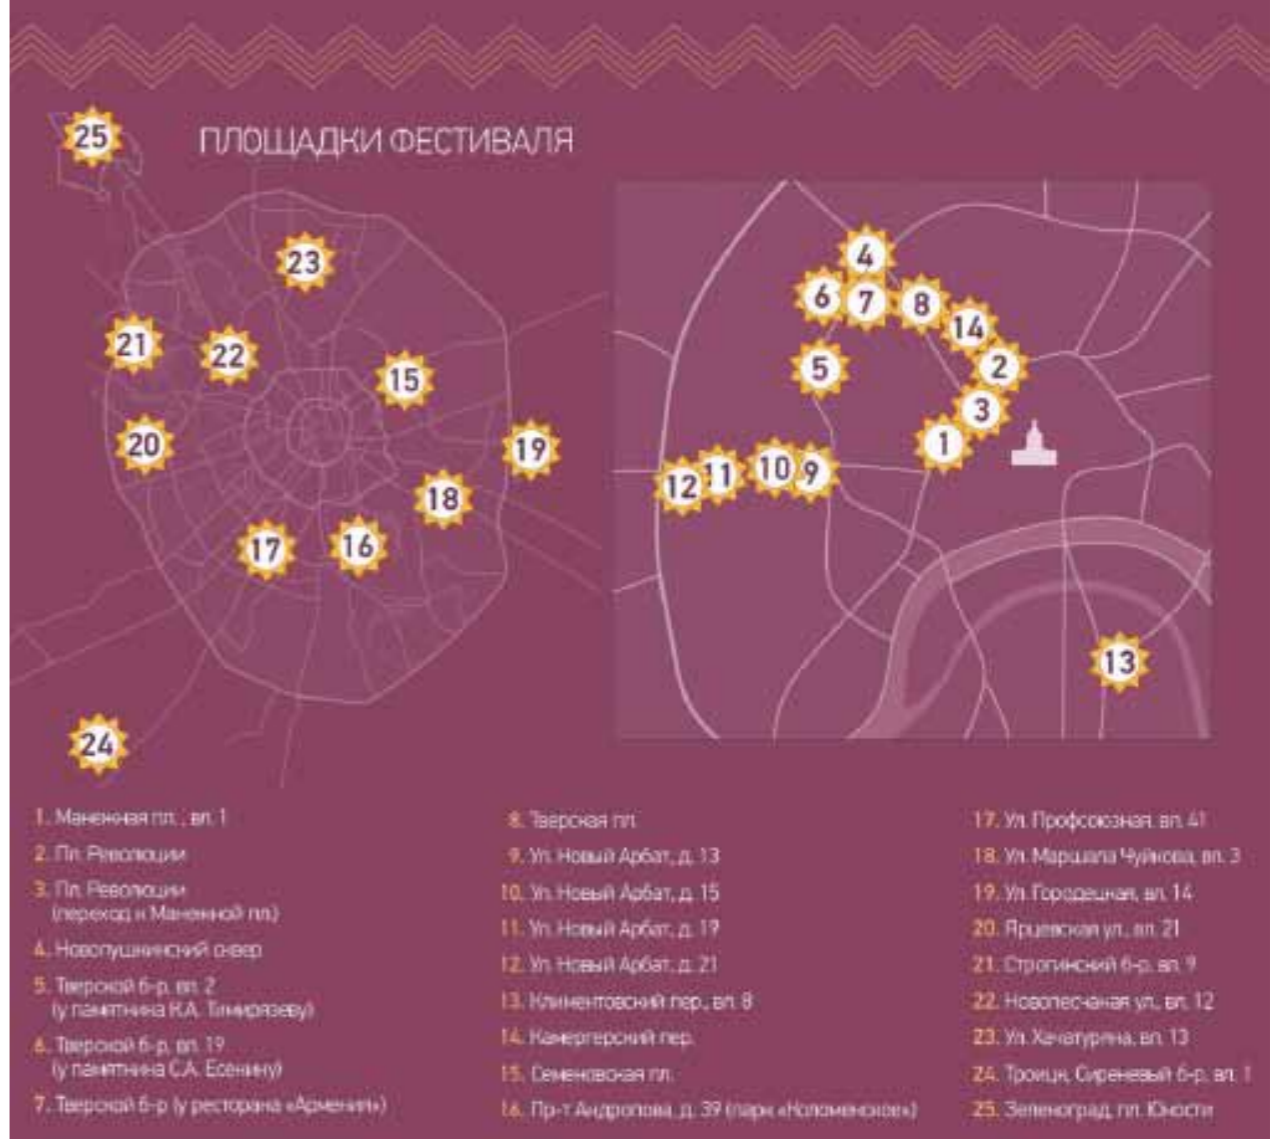 ПЛОЩАДКИ ФЕСТИВАЛЯ
25
23
21
22
15
20
19
18
17
16
24
4
6
7
8
14
5
2
3
1
12
11
10
9
13
1. Манежная пл., вл. 1
2. Пл. Революции
3. Пл. Революции
(переход к Манежной пл.)
4. Новопушкинский сквер
5. Тверской б-р, вл. 2
(у памятника К.А. Тимирязеву)
6. Тверской б-р, вл. 19
(у памятника С.А. Есенину)
7. Тверской б-р (у ресторана «Армения»)
8. Тверская пл.
9. Ул. Новый Арбат, д. 13
10. Ул. Новый Арбат, д. 15
11. Ул. Новый Арбат, д. 19
12. Ул. Новый Арбат, д. 21
13. Климентовский пер., вл. 8
14. Камергерский пер.
15. Семеновская пл.
16. Пр-т Андропова, д. 39 (парк «Коломенское»)
17. Ул. Профсоюзная, вл. 41
18. Ул. Маршала Чуйкова, вл. 3
19. Ул. Городецкая, вл. 14
20. Ярцевская ул., вл. 21
21. Строгинский б-р, вл. 9
22. Новопесчаная ул., вл. 12
23. Ул. Хачатуряна, вл. 13
24. Троицк, Сиреневый б-р, вл. 1
25. Зеленоград, пл. Юности